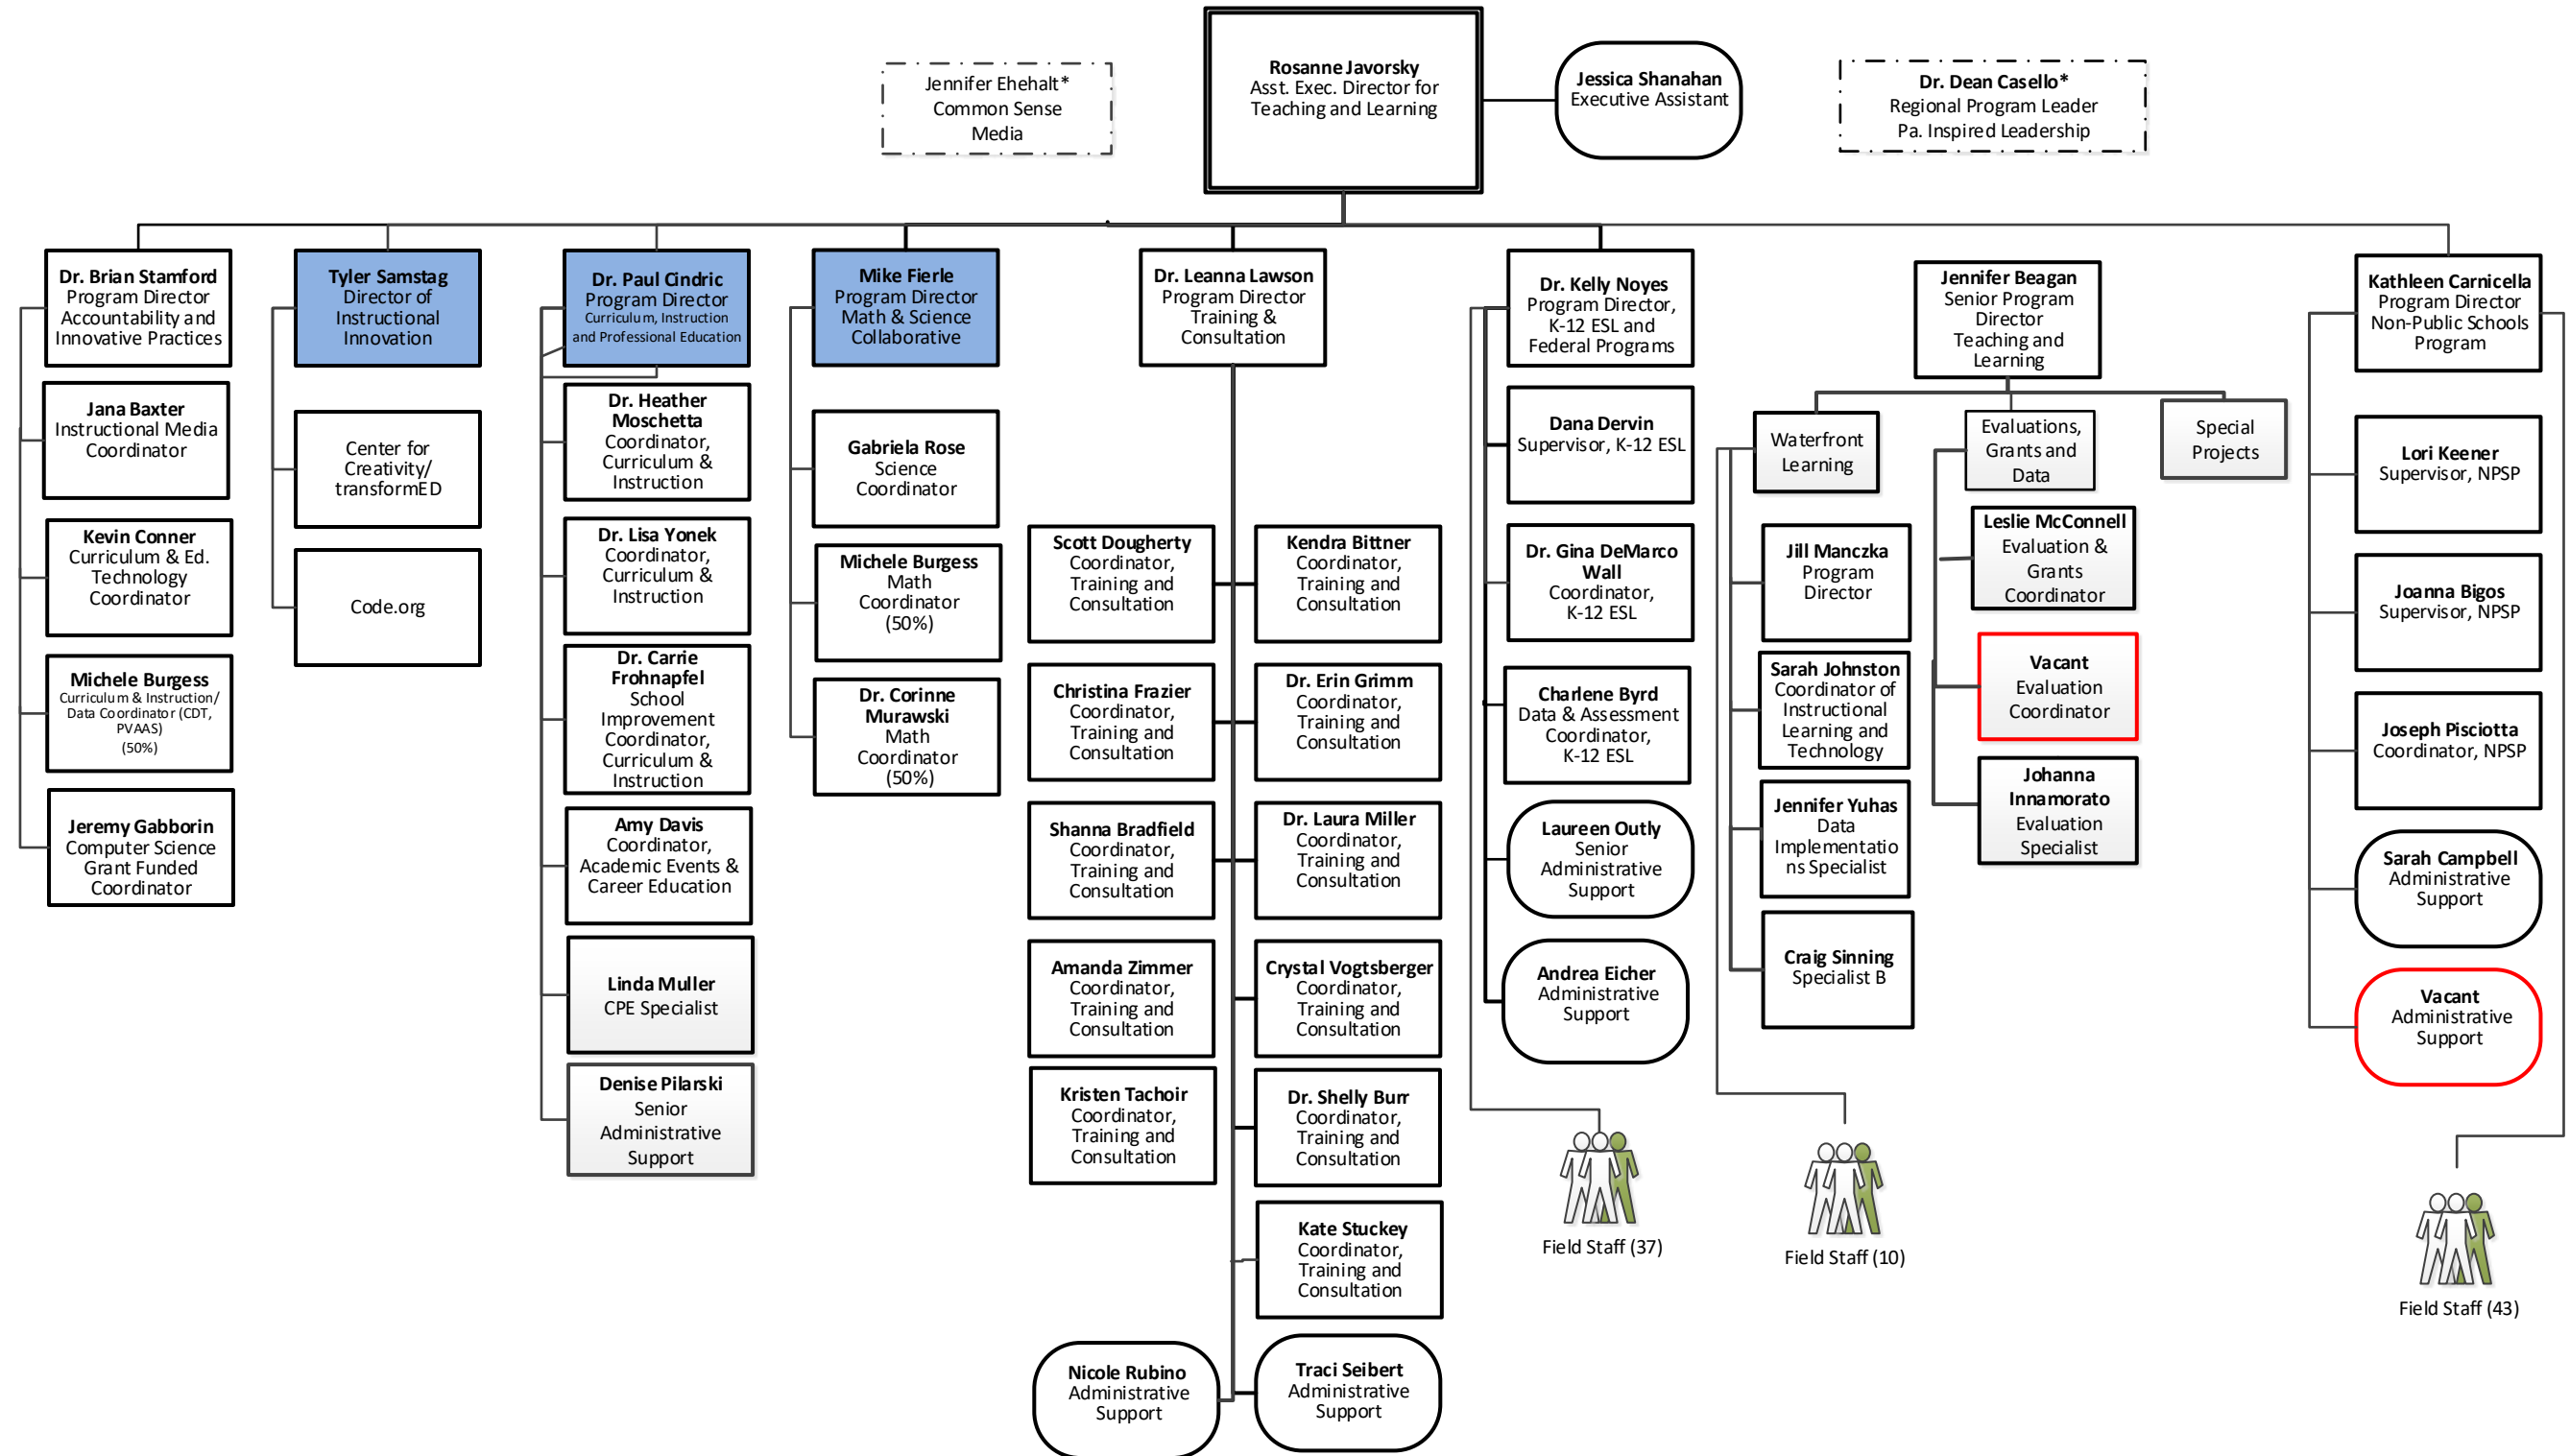 Jennifer Ehehalt*
Common Sense
Media
Rosanne Javorsky
Asst. Exec. Director for
Teaching and Learning
Jessica Shanahan
Executive Assistant
Dr. Dean Casello*
Regional Program Leader
Pa. Inspired Leadership
Dr. Brian Stamford
Program Director
Accountability and
Innovative Practices
Jana Baxter
Instructional Media
Coordinator
Kevin Conner
Curriculum & Ed.
Technology
Coordinator
Michele Burgess
Curriculum & Instruction/
Data Coordinator (CDT,
PVAAS)
(50%)
Jeremy Gabborin
Computer Science
Grant Funded
Coordinator
Tyler Samstag
Director of
Instructional
Innovation
Center for
Creativity/
transformED
Code.org
Dr. Paul Cindric
Program Director
Curriculum, Instruction
and Professional Education
Dr. Heather
Moschetta
Coordinator,
Curriculum &
Instruction
Dr. Lisa Yonek
Coordinator,
Curriculum &
Instruction
Dr. Carrie
Frohnapfel
School
Improvement
Coordinator,
Curriculum &
Instruction
Amy Davis
Coordinator,
Academic Events &
Career Education
Linda Muller
CPE Specialist
Denise Pilarski
Senior
Administrative
Support
Mike Fierle
Program Director
Math & Science
Collaborative
Gabriela Rose
Science
Coordinator
Michele Burgess
Math
Coordinator
(50%)
Dr. Corinne
Murawski
Math
Coordinator
(50%)
Dr. Leanna Lawson
Program Director
Training &
Consultation
Scott Dougherty
Coordinator,
Training and
Consultation
Kendra Bittner
Coordinator,
Training and
Consultation
Christina Frazier
Coordinator,
Training and
Consultation
Dr. Erin Grimm
Coordinator,
Training and
Consultation
Shanna Bradfield
Coordinator,
Training and
Consultation
Dr. Laura Miller
Coordinator,
Training and
Consultation
Amanda Zimmer
Coordinator,
Training and
Consultation
Crystal Vogtsberger
Coordinator,
Training and
Consultation
Kristen Tachoir
Coordinator,
Training and
Consultation
Dr. Shelly Burr
Coordinator,
Training and
Consultation
Kate Stuckey
Coordinator,
Training and
Consultation
Nicole Rubino
Administrative
Support
Traci Seibert
Administrative
Support
Dr. Kelly Noyes
Program Director,
K-12 ESL and
Federal Programs
Dana Dervin
Supervisor, K-12 ESL
Dr. Gina DeMarco
Wall
Coordinator,
K-12 ESL
Charlene Byrd
Data & Assessment
Coordinator,
K-12 ESL
Laureen Outly
Senior
Administrative
Support
Andrea Eicher
Administrative
Support
Field Staff (37)
Jennifer Beagan
Senior Program
Director
Teaching and
Learning
Waterfront
Learning
Evaluations,
Grants and
Data
Special
Projects
Jill Manczka
Program
Director
Sarah Johnston
Coordinator of
Instructional
Learning and
Technology
Jennifer Yuhas
Data
Implementatio
ns Specialist
Craig Sinning
Specialist B
Field Staff (10)
Leslie McConnell
Evaluation &
Grants
Coordinator
Vacant
Evaluation
Coordinator
Johanna
Innamorato
Evaluation
Specialist
Kathleen Carnicella
Program Director
Non-Public Schools
Program
Lori Keener
Supervisor, NPSP
Joanna Bigos
Supervisor, NPSP
Joseph Pisciotta
Coordinator, NPSP
Sarah Campbell
Administrative
Support
Vacant
Administrative
Support
Field Staff (43)